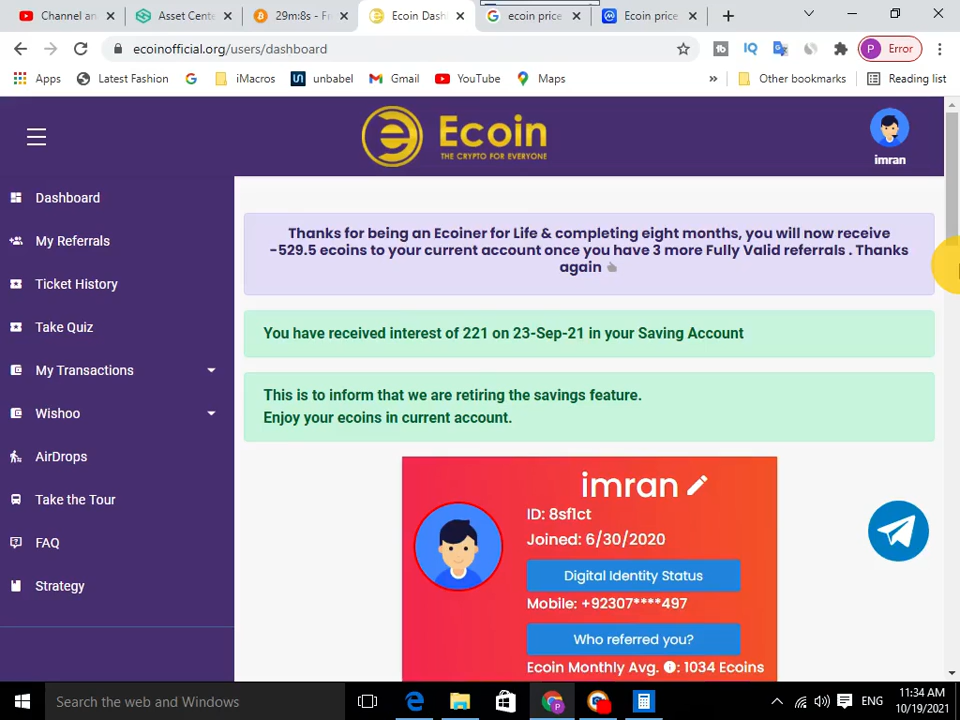 Channel an
Asset Cente
29m:8s - Fr
Ecoin Dash
ecoin price
Ecoin price
ecoinofficial.org/users/dashboard
IQ
P Error
Apps
Latest Fashion
iMacros
unbabel
Gmail
YouTube
Maps
»
Other bookmarks
Reading list
Ecoin
THE CRYPTO FOR EVERYONE
imran
Dashboard
My Referrals
Ticket History
Take Quiz
My Transactions
Wishoo
AirDrops
Take the Tour
FAQ
Strategy
Thanks for being an Ecoiner for Life & completing eight months, you will now receive
-529.5 ecoins to your current account once you have 3 more Fully Valid referrals . Thanks
again
You have received interest of 221 on 23-Sep-21 in your Saving Account
This is to inform that we are retiring the savings feature.
Enjoy your ecoins in current account.
imran
ID: 8sf1ct
Joined: 6/30/2020
Digital Identity Status
Mobile: +92307****497
Who referred you?
Ecoin Monthly Avg. : 1034 Ecoins
Search the web and Windows
ENG
11:34 AM
10/19/2021